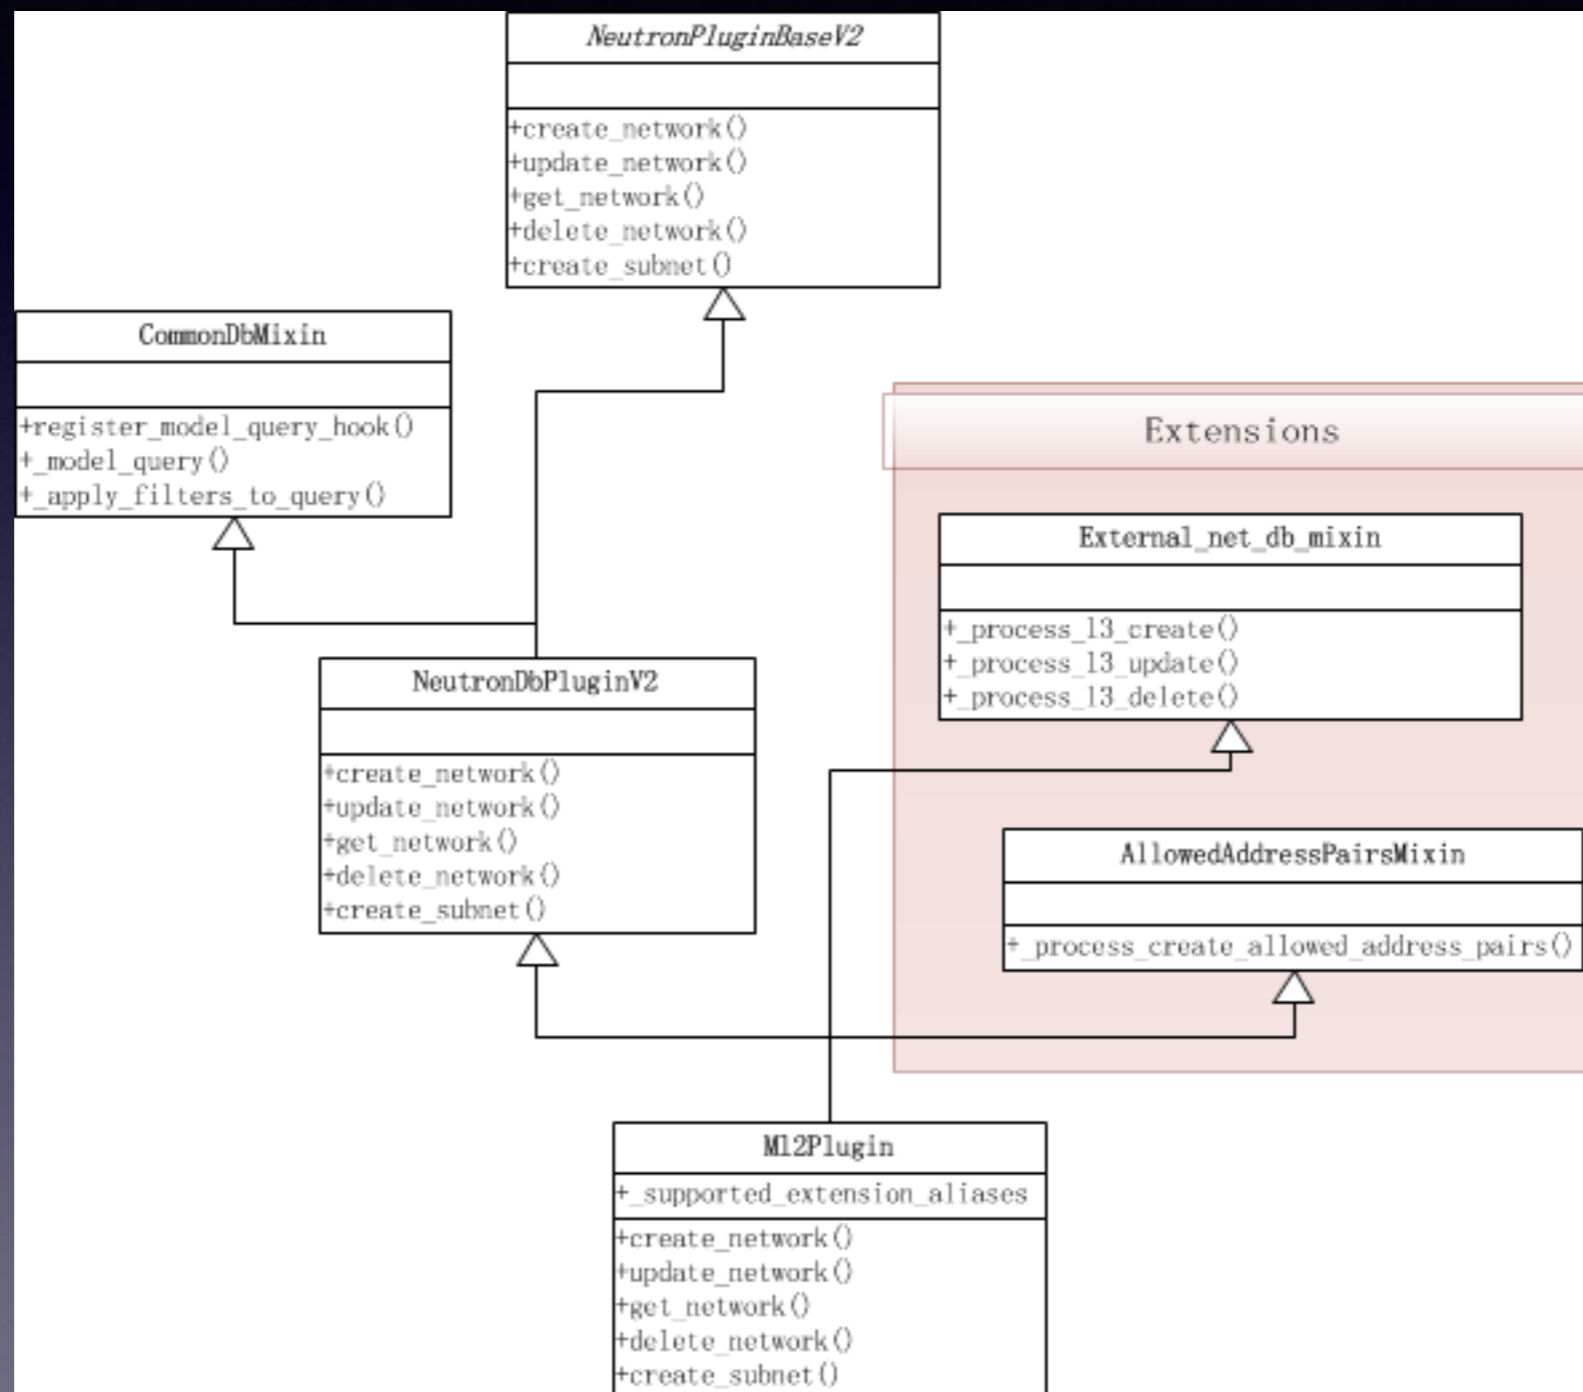 NeutronPluginBaseV2
+create_network()
+update_network()
+get_network()
+delete_network()
+create_subnet()
CommonDbMixin
+register_model_query_hook()
+_model_query()
+_apply_filters_to_query()
Extensions
External_net_db_mixin
+_process_l3_create()
+_process_l3_update()
+_process_l3_delete()
NeutronDbPluginV2
+create_network()
+update_network()
+get_network()
+delete_network()
+create_subnet()
AllowedAddressPairsMixin
+_process_create_allowed_address_pairs()
Ml2Plugin
+_supported_extension_aliases
+create_network()
+update_network()
+get_network()
+delete_network()
+create_subnet()